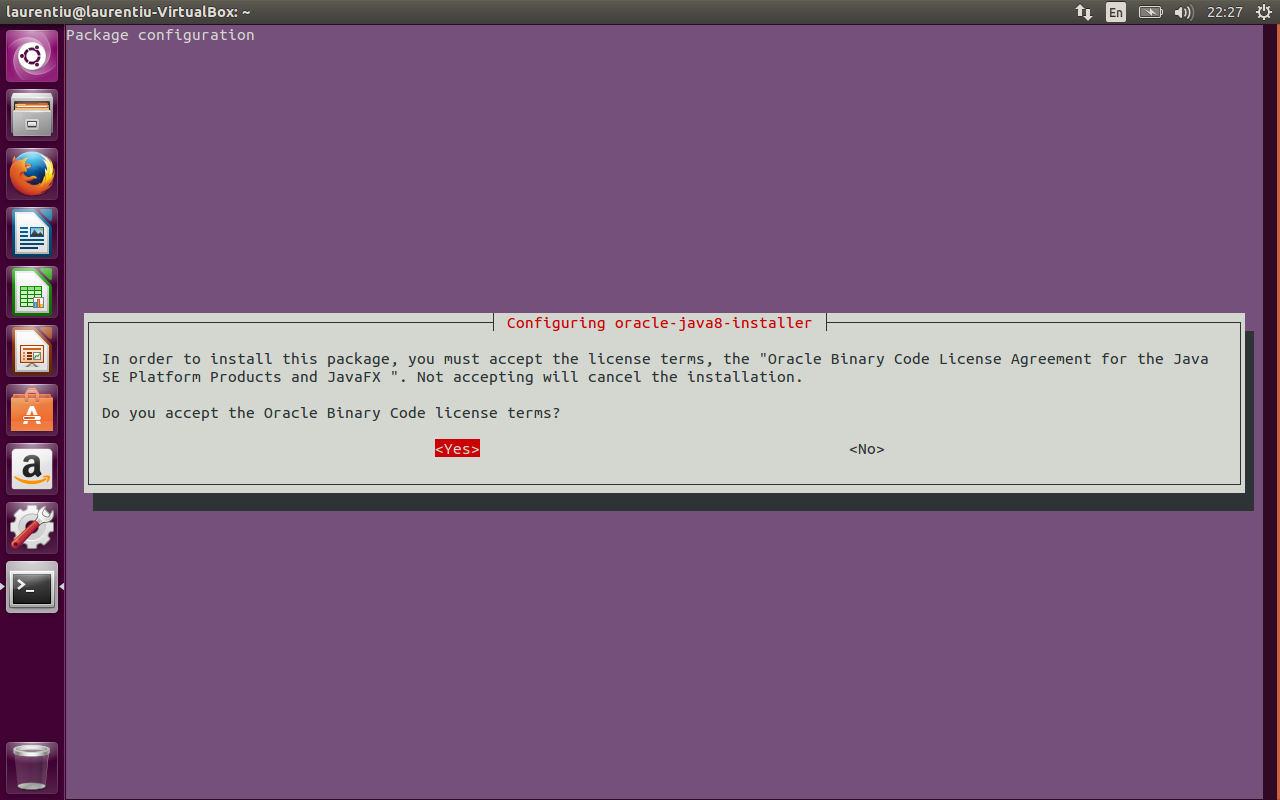 laurentiu@laurentiu-VirtualBox: ~
En
22:27
Package configuration
Configuring oracle-java8-installer
In order to install this package, you must accept the license terms, the "Oracle Binary Code License Agreement for the Java
SE Platform Products and JavaFX ". Not accepting will cancel the installation.
Do you accept the Oracle Binary Code license terms?
<Yes> <No>